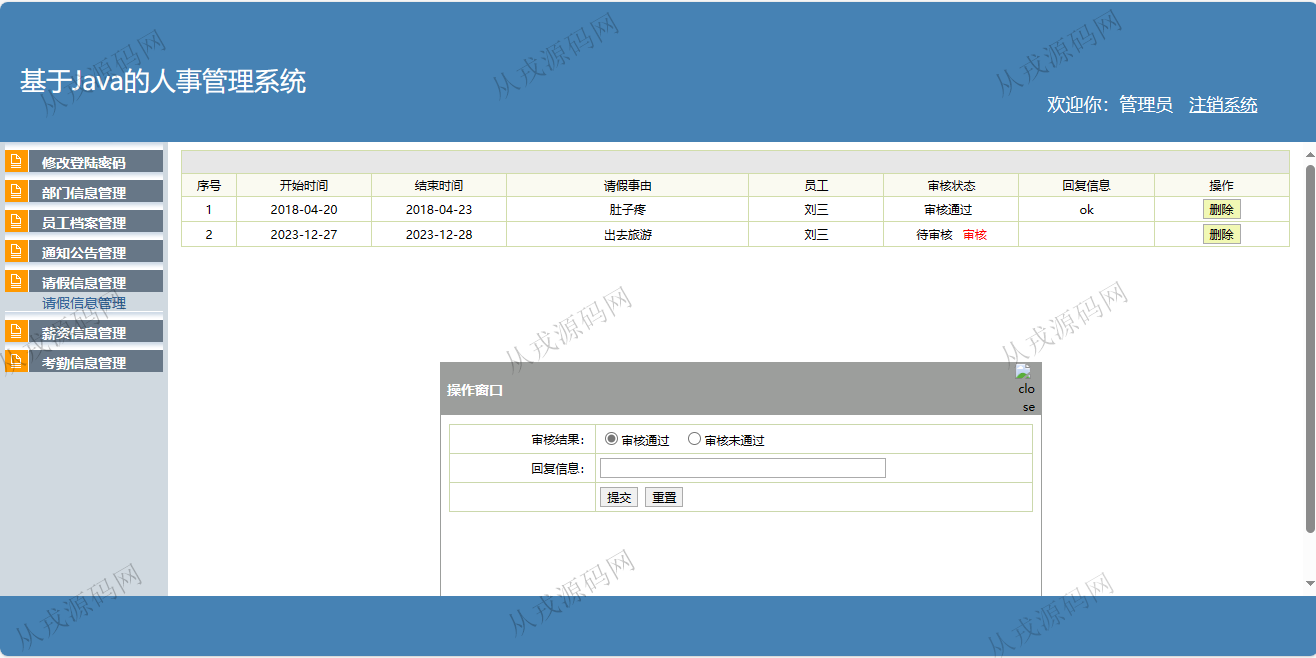 基于Java的人事管理系统
欢迎你：管理员 注销系统
修改登陆密码
部门信息管理
员工档案管理
通知公告管理
请假信息管理
请假信息管理
薪资信息管理
考勤信息管理
序号 开始时间 结束时间 请假事由 员工 审核状态 回复信息 操作
1 2018-04-20 2018-04-23 肚子疼 刘三 审核通过 ok 删除
2 2023-12-27 2023-12-28 出去旅游 刘三 待审核 审核 删除
操作窗口
clo
se
审核结果： 审核通过 审核未通过
回复信息：
提交 重置
从戎源码网
从戎源码网
从戎源码网
从戎源码网
从戎源码网
从戎源码网
从戎源码网
从戎源码网
从戎源码网